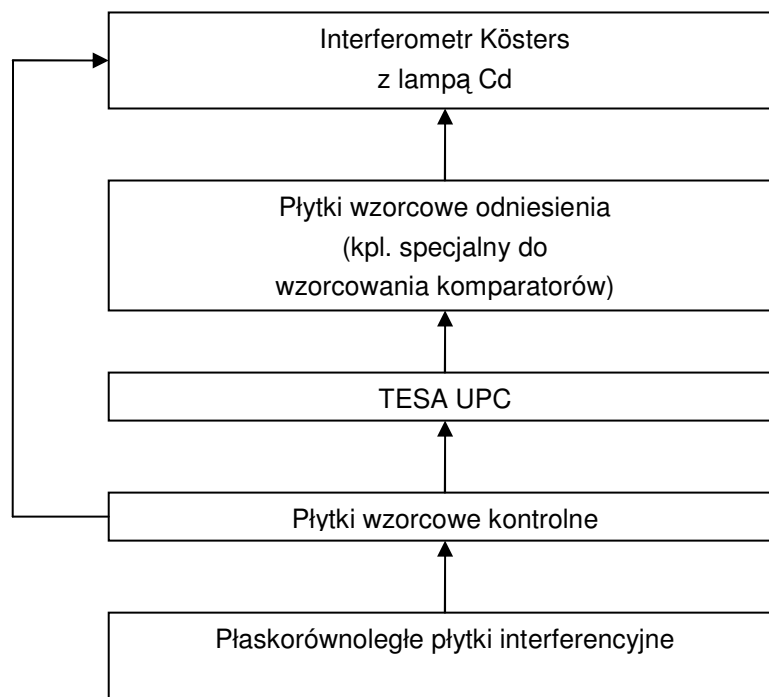 Interferometr Kösters
z lampą Cd
Płytki wzorcowe odniesienia
(kpl. specjalny do
wzorcowania komparatorów)
TESA UPC
Płytki wzorcowe kontrolne
Płaskorównoległe płytki interferencyjne